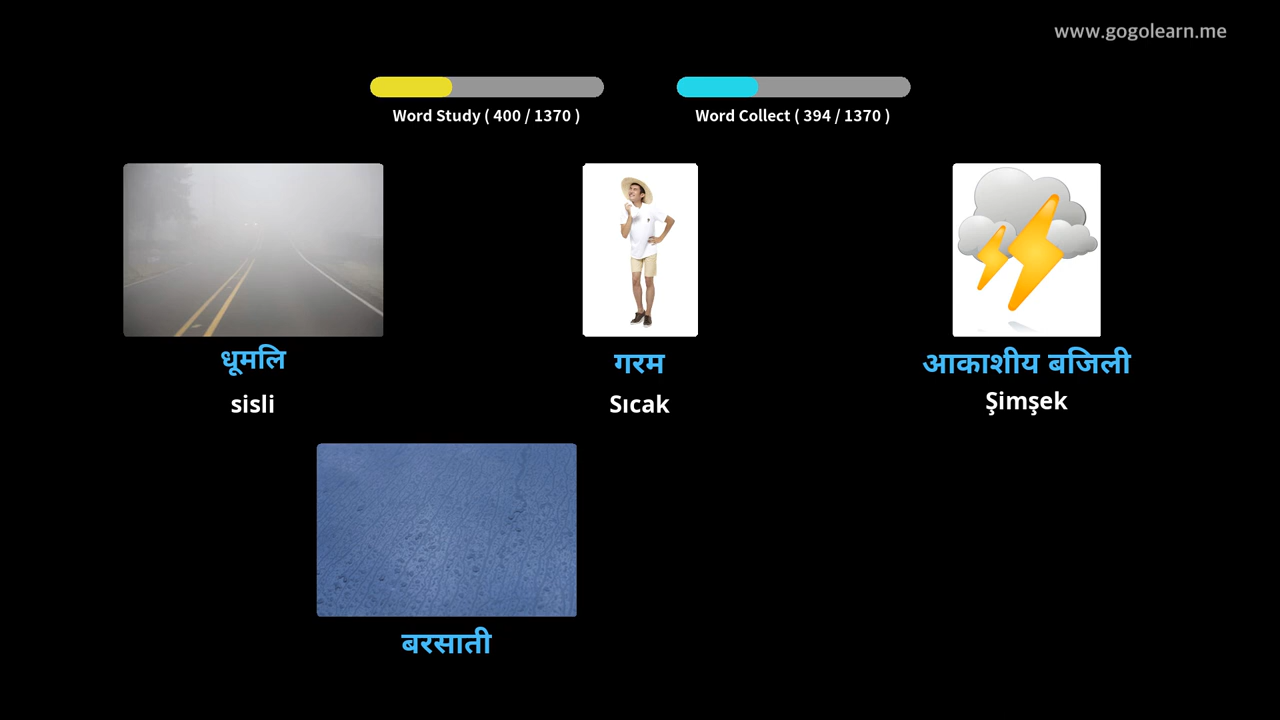 www.gogolearn.me
Word Study ( 400 / 1370 )
Word Collect ( 394 / 1370 )
धूमलि
गरम
आकाशीय बजिली
sisli
Sıcak
Şimşek
बरसाती